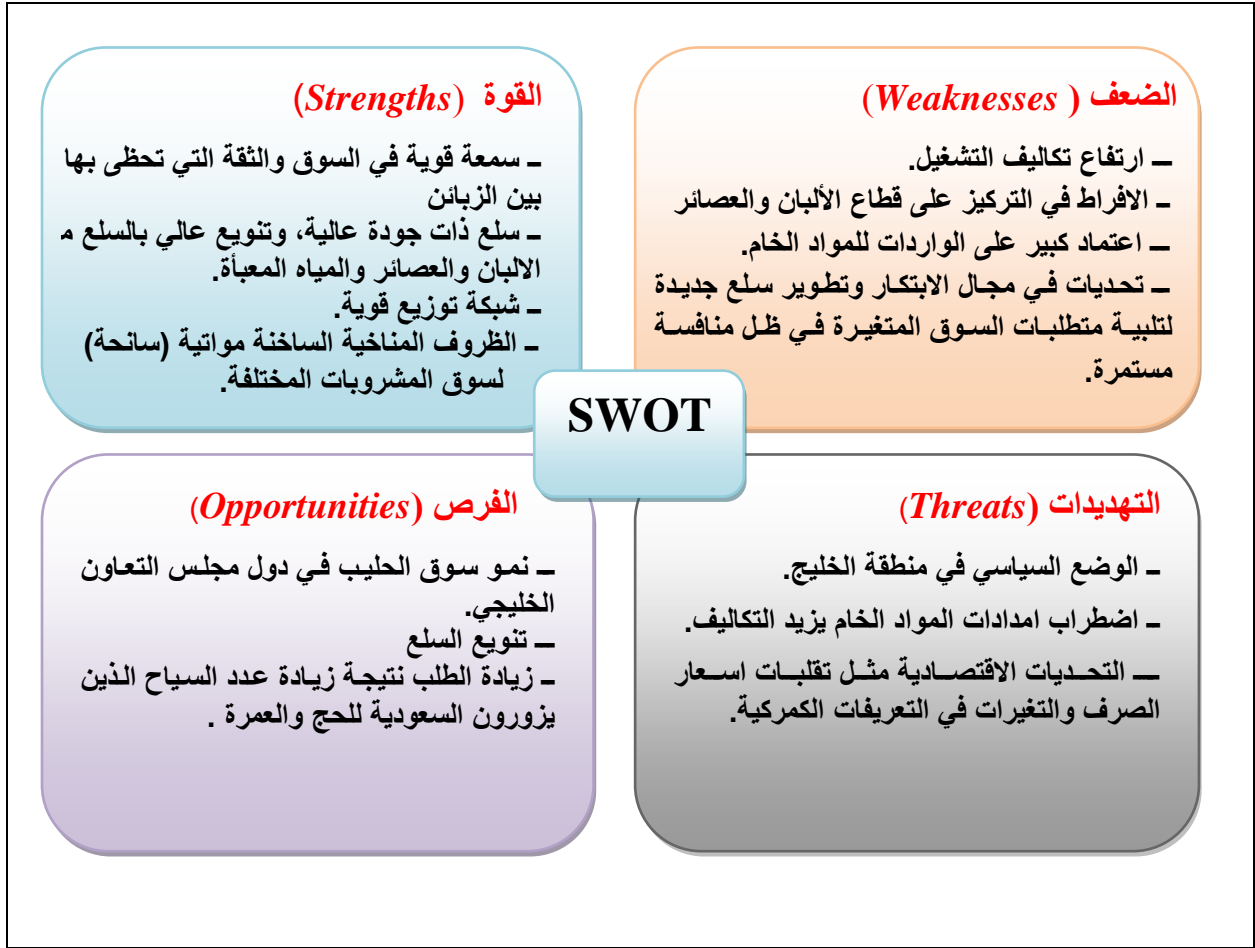 القوة (Strengths)
ـ سمعة قوية في السوق والثقة التي تحظى بها
بين الزبائن
ـ سلع ذات جودة عالية، وتنويع عالي بالسلع م
الالبان والعصائر والمياه المعبأة.
ـ شبكة توزيع قوية.
ـ الظروف المناخية الساخنة مواتية (سانحة)
لسوق المشروبات المختلفة.
الضعف ( Weaknesses)
ـ ارتفاع تكاليف التشغيل.
ـ الافراط في التركيز على قطاع الألبان والعصائر
ـ اعتماد كبير على الواردات للمواد الخام.
ـ تحديات في مجال الابتكار وتطوير سلع جديدة
لتلبية متطلبات السوق المتغيرة في ظل منافسة
مستمرة.
SWOT
الفرص (Opportunities)
ـ نمو سوق الحليب في دول مجلس التعاون
الخليجي.
ـ تنويع السلع
ـ زيادة الطلب نتيجة زيادة عدد السياح الذين
يزورون السعودية للحج والعمرة .
التهديدات (Threats)
ـ الوضع السياسي في منطقة الخليج.
ـ اضطراب امدادات المواد الخام يزيد التكاليف.
ـ التحديات الاقتصادية مثل تقلبات اسعار
الصرف والتغيرات في التعريفات الكمركية.